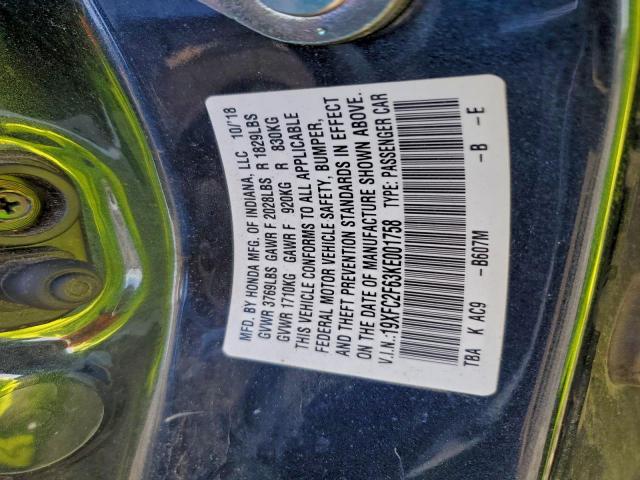 MFD. BY HONDA MFG. OF INDIANA, LLC 10/'18
GVWR 3769LBS GAWR F 2028LBS R 1829LBS
GVWR 1710KG GAWR F 920KG R 830KG
THIS VEHICLE CONFORMS TO ALL APPLICABLE
FEDERAL MOTOR VEHICLE SAFETY, BUMPER,
AND THEFT PREVENTION STANDARDS IN EFFECT
ON THE DATE OF MANUFACTURE SHOWN ABOVE.
V.I.N.:19XFC2F63KE001758 TYPE: PASSENGER CAR
TBA K AC9 -B607M -B -E